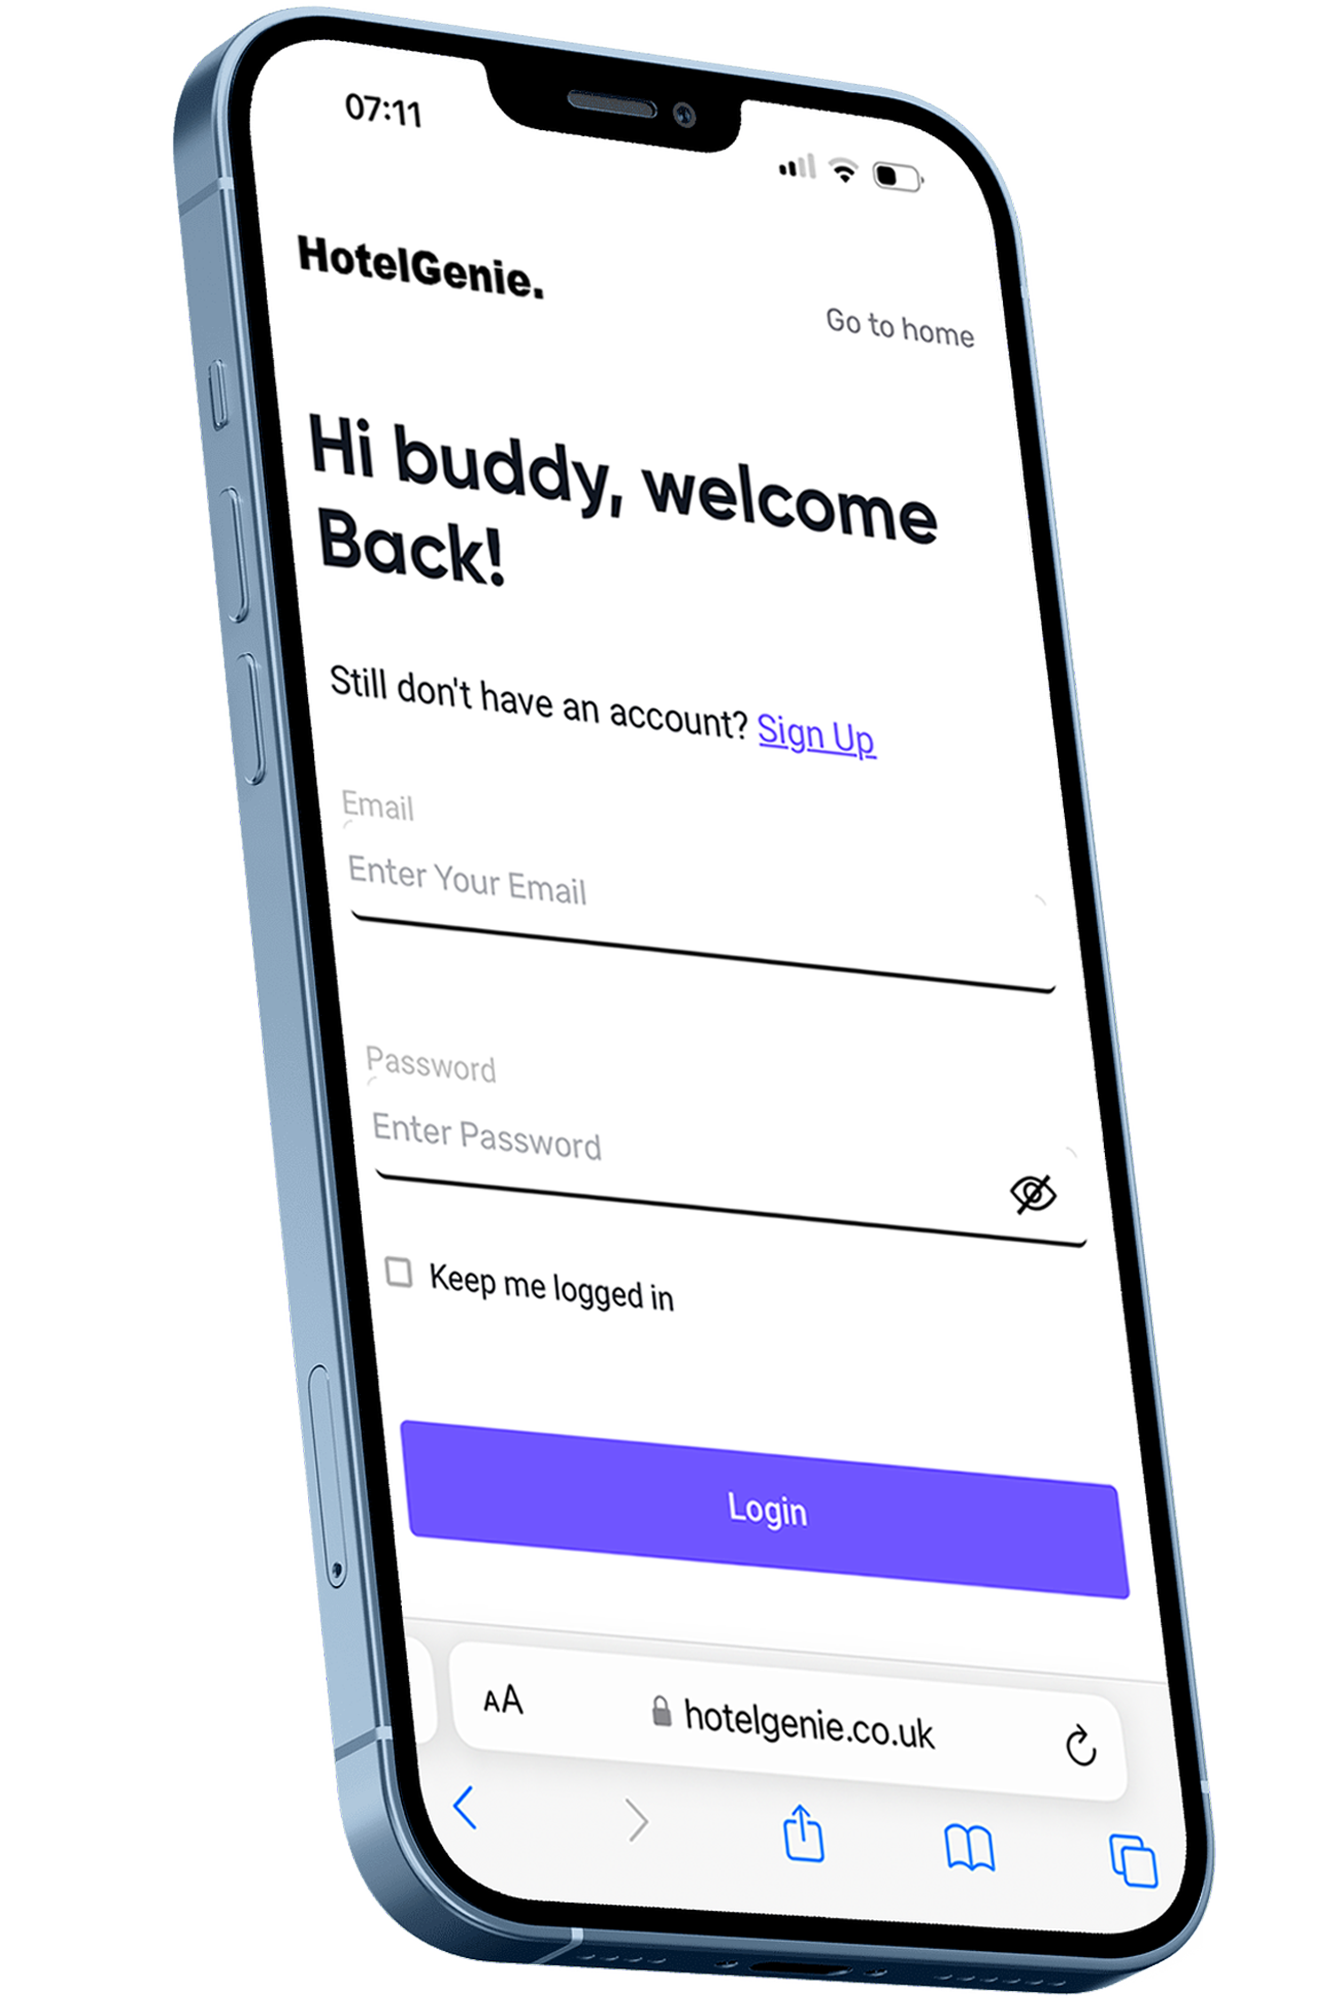 07:11
HotelGenie.
Go to home
Hi buddy, welcome
Back!
Still don't have an account? Sign Up
Email
Enter Your Email
Password
Enter Password
Keep me logged in
Login
AA
hotelgenie.co.uk